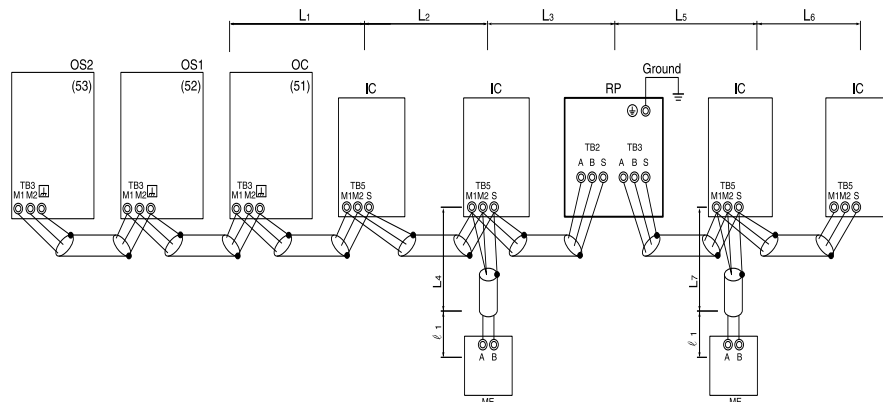 L1 L2 L3 L5 L6
OS2 OS1 OC Ground
(53) (52) (51) IC IC RP IC IC
TB2 TB3
A B S A B S
TB3 TB3 TB3 TB5 TB5 TB5 TB5
M1 M2 M1 M2 M1 M2 M1M2 S M1M2 S M1M2 S M1M2 S
L4 L7
ℓ1 ℓ1
A B A B
ME ME